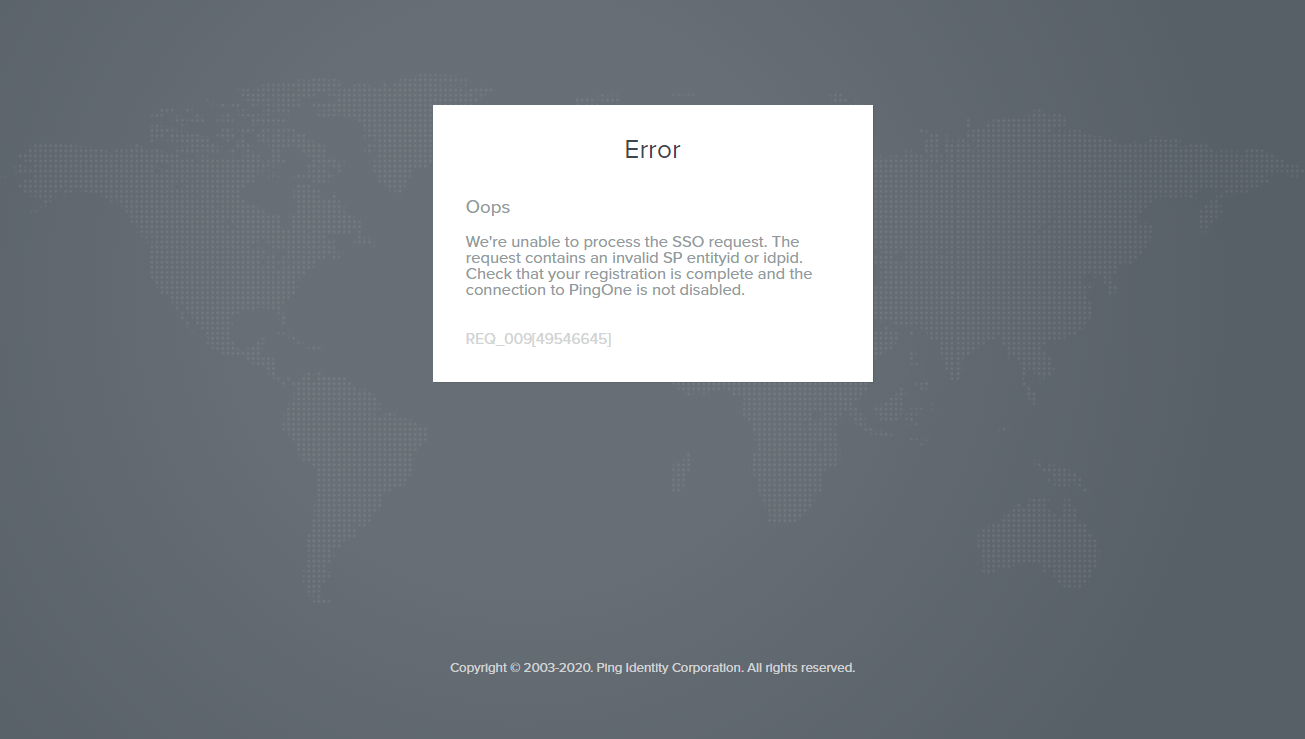 Error
Oops
We're unable to process the SSO request. The
request contains an invalid SP entityid or idpid.
Check that your registration is complete and the
connection to PingOne is not disabled.
REQ_009[49546645]
Copyright © 2003-2020. Ping Identity Corporation. All rights reserved.